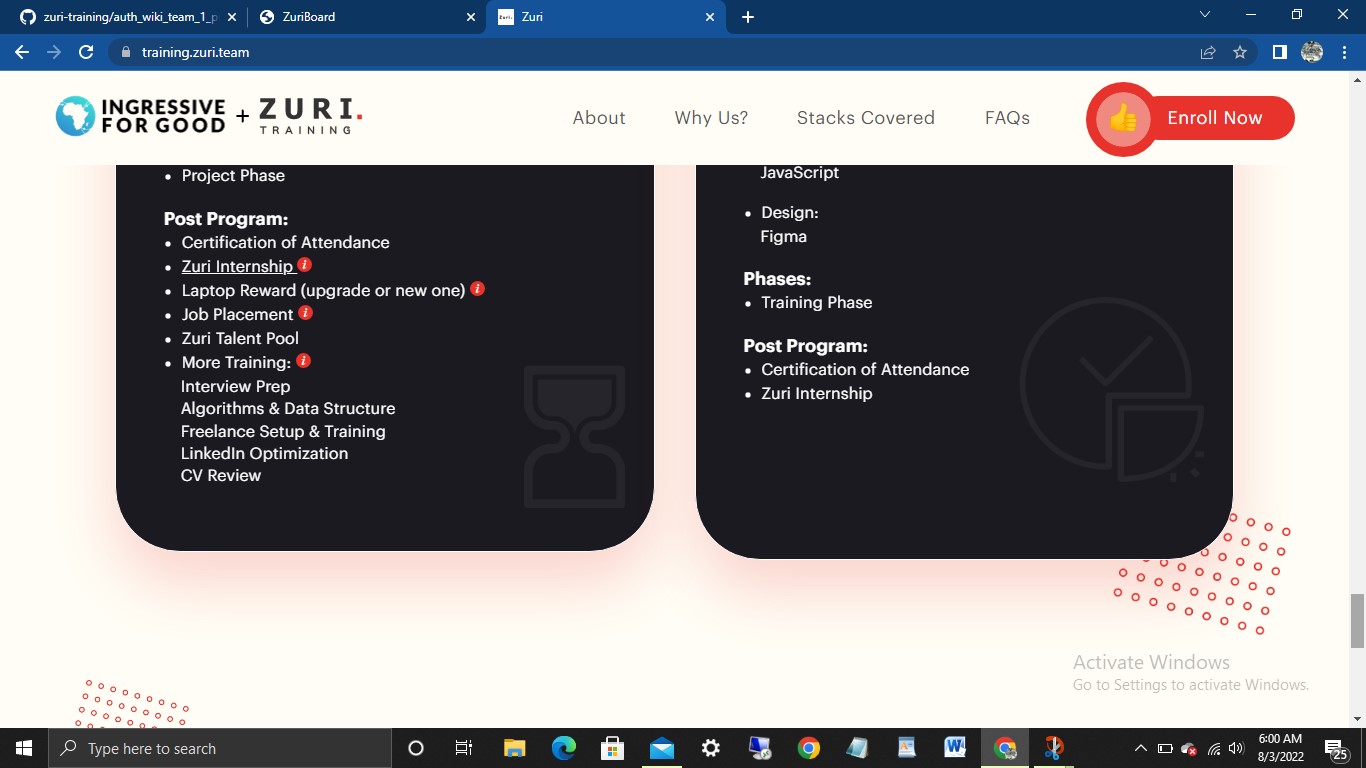 zuri-training/auth_wiki_team_1_p
ZuriBoard
Zuri
training.zuri.team
INGRESSIVE
FOR GOOD
+
ZURI.
TRAINING
About
Why Us?
Stacks Covered
FAQs
Enroll Now
• Project Phase
Post Program:
• Certification of Attendance
• Zuri Internship i
• Laptop Reward (upgrade or new one) i
• Job Placement i
• Zuri Talent Pool
• More Training: i
Interview Prep
Algorithms & Data Structure
Freelance Setup & Training
LinkedIn Optimization
CV Review
JavaScript
• Design:
Figma
Phases:
• Training Phase
Post Program:
• Certification of Attendance
• Zuri Internship
Activate Windows
Go to Settings to activate Windows.
Type here to search
6:00 AM
8/3/2022
25